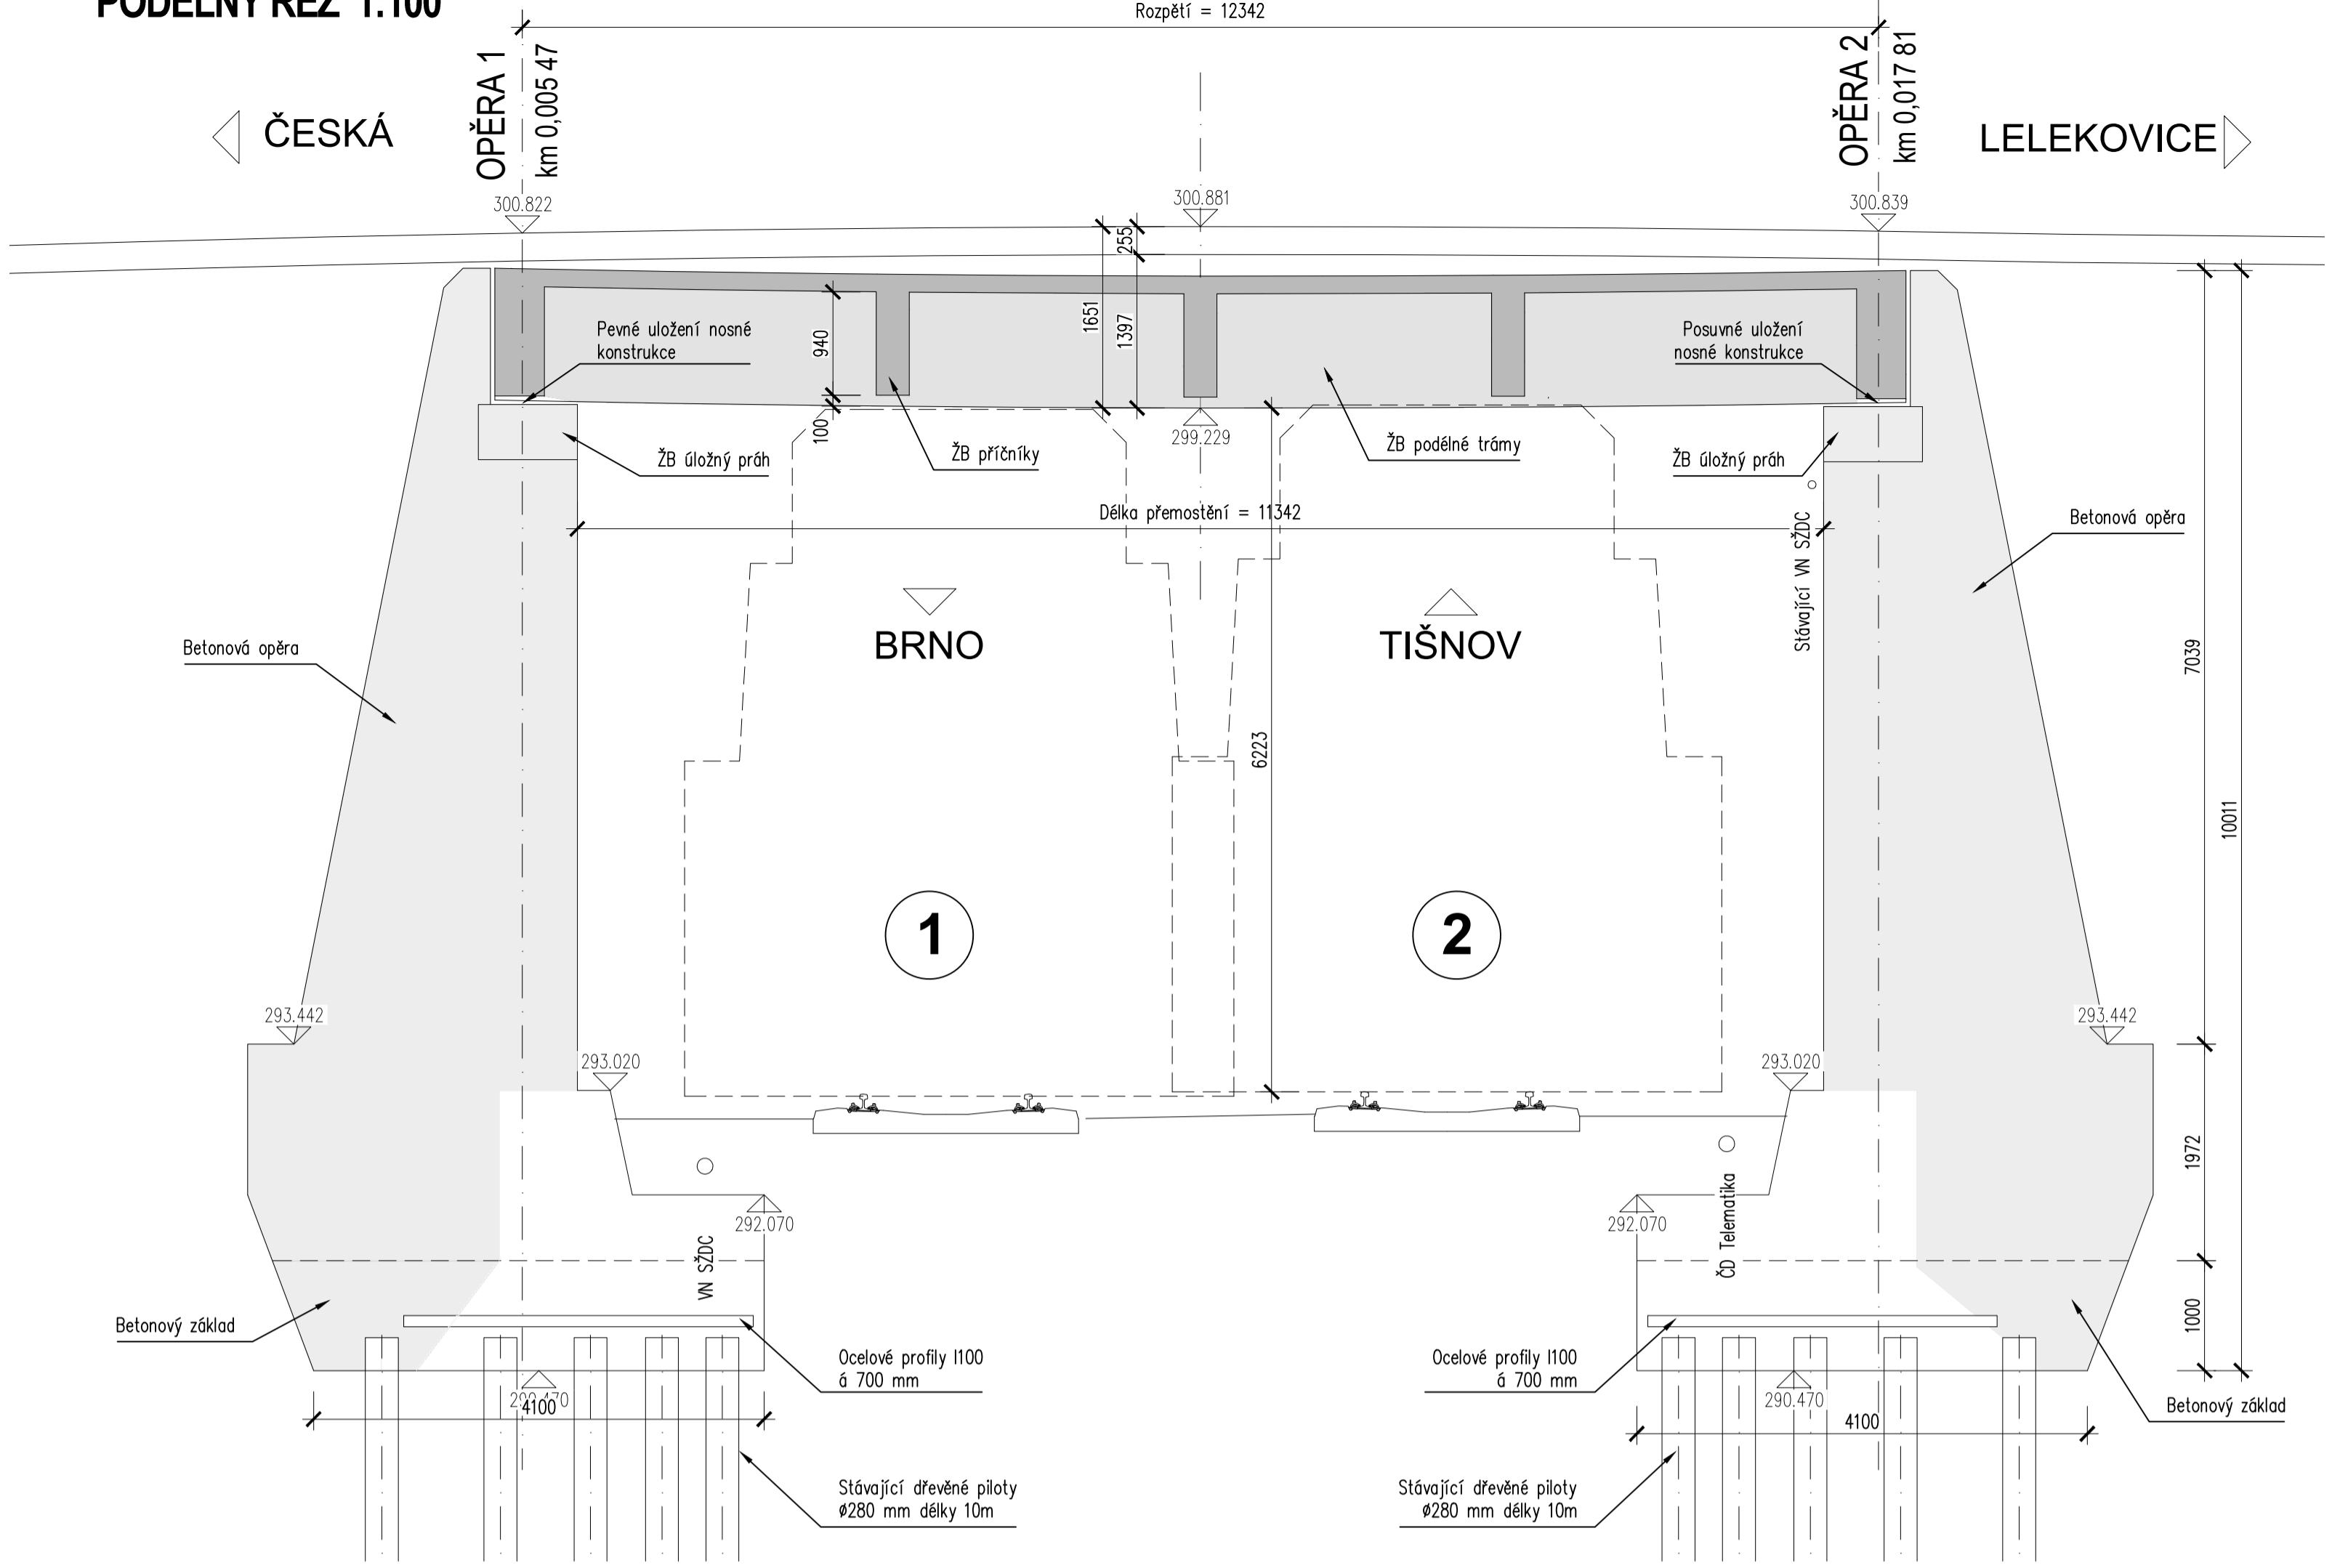 PODÉLNÝ ŘEZ 1:100
Rozpětí = 12342
OPĚRA 1
km 0,005 47
OPĚRA 2
km 0,017 81
ČESKÁ
LELEKOVICE
300.822
300.881
300.839
255
1651
1397
940
100
Pevné uložení nosné
konstrukce
Posuvné uložení
nosné konstrukce
299.229
ŽB úložný práh
ŽB příčníky
ŽB podélné trámy
ŽB úložný práh
Délka přemostění = 11342
Stávající VN SŽDC
Betonová opěra
Betonová opěra
BRNO
TIŠNOV
6223
7039
10011
1
2
293.442
293.442
293.020
293.020
1972
292.070
292.070
VN SŽDC
ČD Telematika
1000
Betonový základ
Ocelové profily I100
á 700 mm
Ocelové profily I100
á 700 mm
290.470
4100
290.470
4100
Betonový základ
Stávající dřevěné piloty
ø280 mm délky 10m
Stávající dřevěné piloty
ø280 mm délky 10m